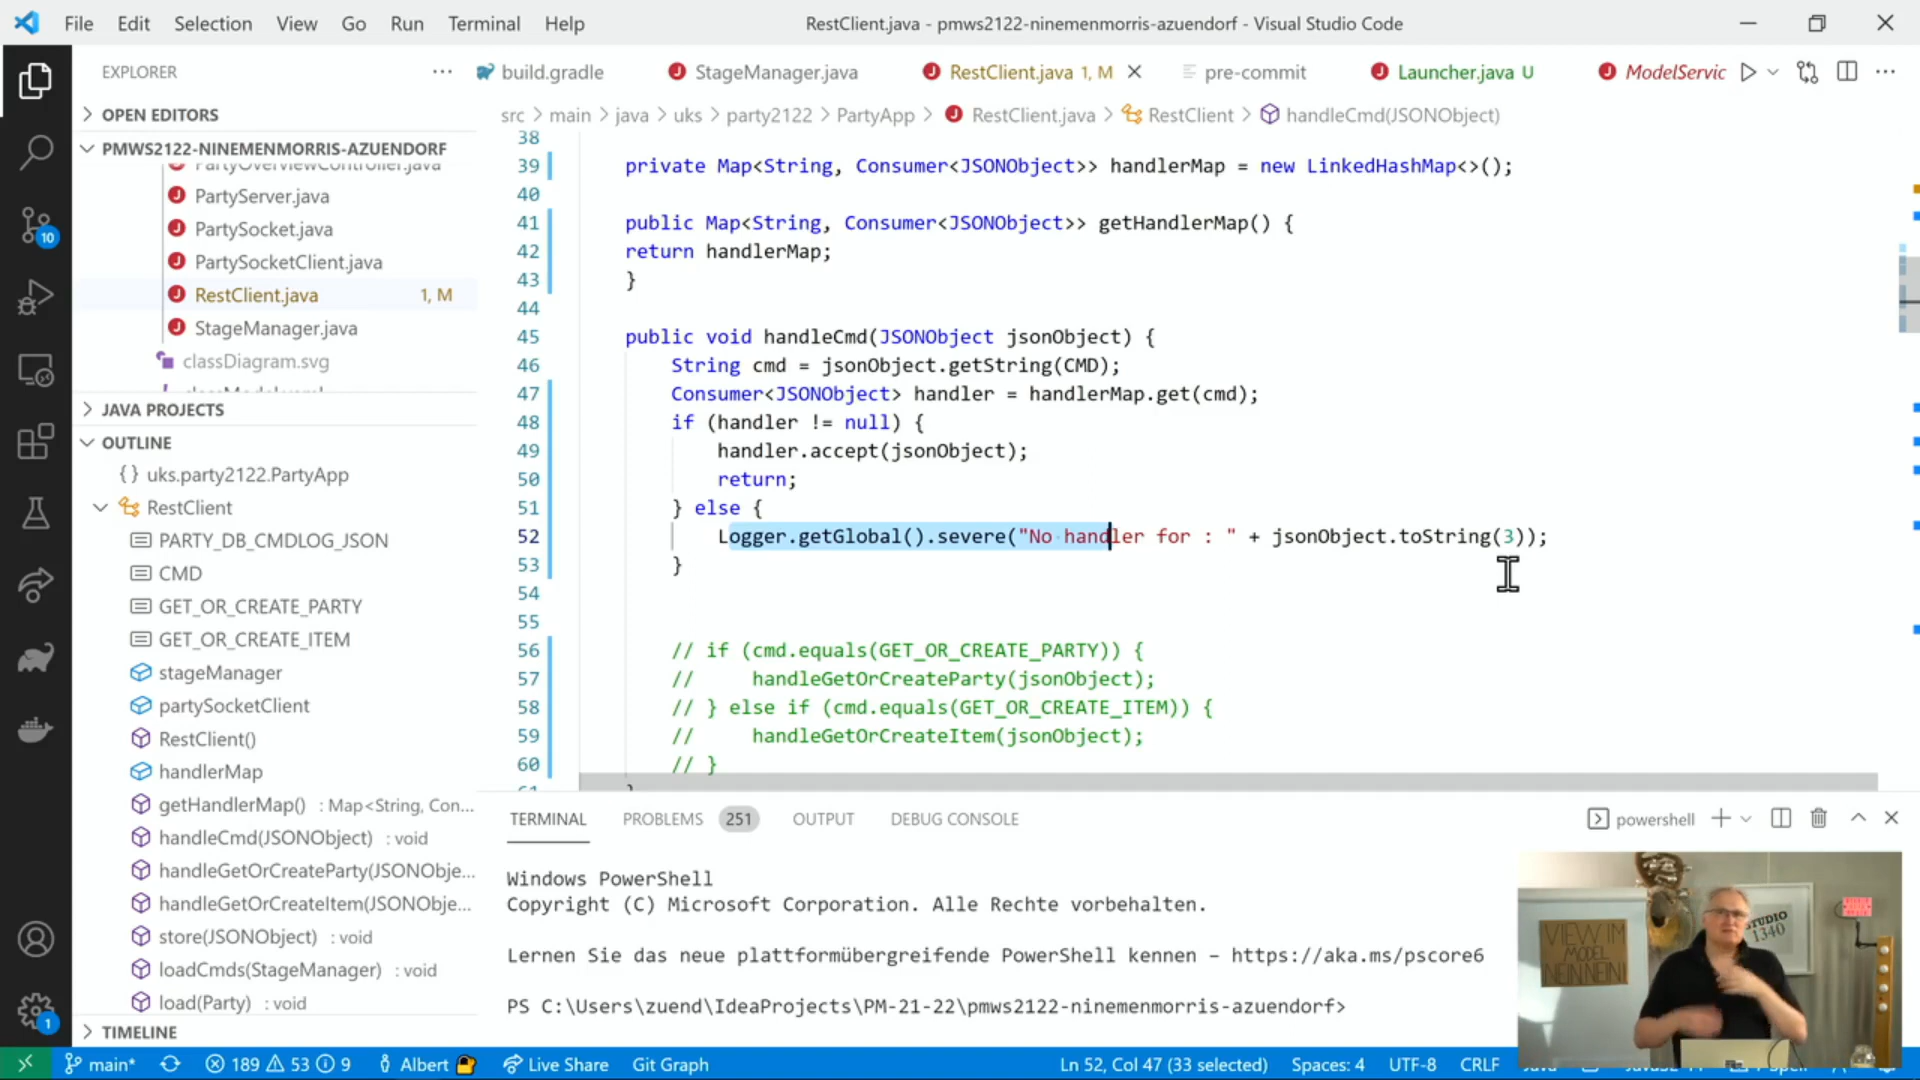 File Edit Selection View Go Run Terminal Help
RestClient.java - pmws2122-ninemenmorris-azuendorf - Visual Studio Code
EXPLORER
build.gradle
StageManager.java
RestClient.java 1, M
pre-commit
Launcher.java U
ModelServic
OPEN EDITORS
PMWS2122-NINEMENMORRIS-AZUENDORF
PartyOverviewController.java
PartyServer.java
PartySocket.java
PartySocketClient.java
RestClient.java 1, M
StageManager.java
classDiagram.svg
JAVA PROJECTS
OUTLINE
uks.party2122.PartyApp
RestClient
PARTY_DB_CMDLOG_JSON
CMD
GET_OR_CREATE_PARTY
GET_OR_CREATE_ITEM
stageManager
partySocketClient
RestClient()
handlerMap
getHandlerMap() : Map<String, Con...
handleCmd(JSONObject) : void
handleGetOrCreateParty(JSONObje...
handleGetOrCreateItem(JSONObje...
store(JSONObject) : void
loadCmds(StageManager) : void
load(Party) : void
TIMELINE
10
1
src > main > java > uks > party2122 > PartyApp > RestClient.java > RestClient > handleCmd(JSONObject)
38
39 private Map<String, Consumer<JSONObject>> handlerMap = new LinkedHashMap<>();
40
41 public Map<String, Consumer<JSONObject>> getHandlerMap() {
42 return handlerMap;
43 }
44
45 public void handleCmd(JSONObject jsonObject) {
46 String cmd = jsonObject.getString(CMD);
47 Consumer<JSONObject> handler = handlerMap.get(cmd);
48 if (handler != null) {
49 handler.accept(jsonObject);
50 return;
51 } else {
52 Logger.getGlobal().severe("No handler for : " + jsonObject.toString(3));
53 }
54
55
56 // if (cmd.equals(GET_OR_CREATE_PARTY)) {
57 // handleGetOrCreateParty(jsonObject);
58 // } else if (cmd.equals(GET_OR_CREATE_ITEM)) {
59 // handleGetOrCreateItem(jsonObject);
60 // }
TERMINAL PROBLEMS 251 OUTPUT DEBUG CONSOLE
powershell
Windows PowerShell
Copyright (C) Microsoft Corporation. Alle Rechte vorbehalten.
Lernen Sie das neue plattformübergreifende PowerShell kennen – https://aka.ms/pscore6
PS C:\Users\zuend\IdeaProjects\PM-21-22\pmws2122-ninemenmorris-azuendorf>
VIEW IM
MODEL
NEIN NEIN!
STUDIO
1340
main* 189 53 9 Albert Live Share Git Graph
Ln 52, Col 47 (33 selected) Spaces: 4 UTF-8 CRLF